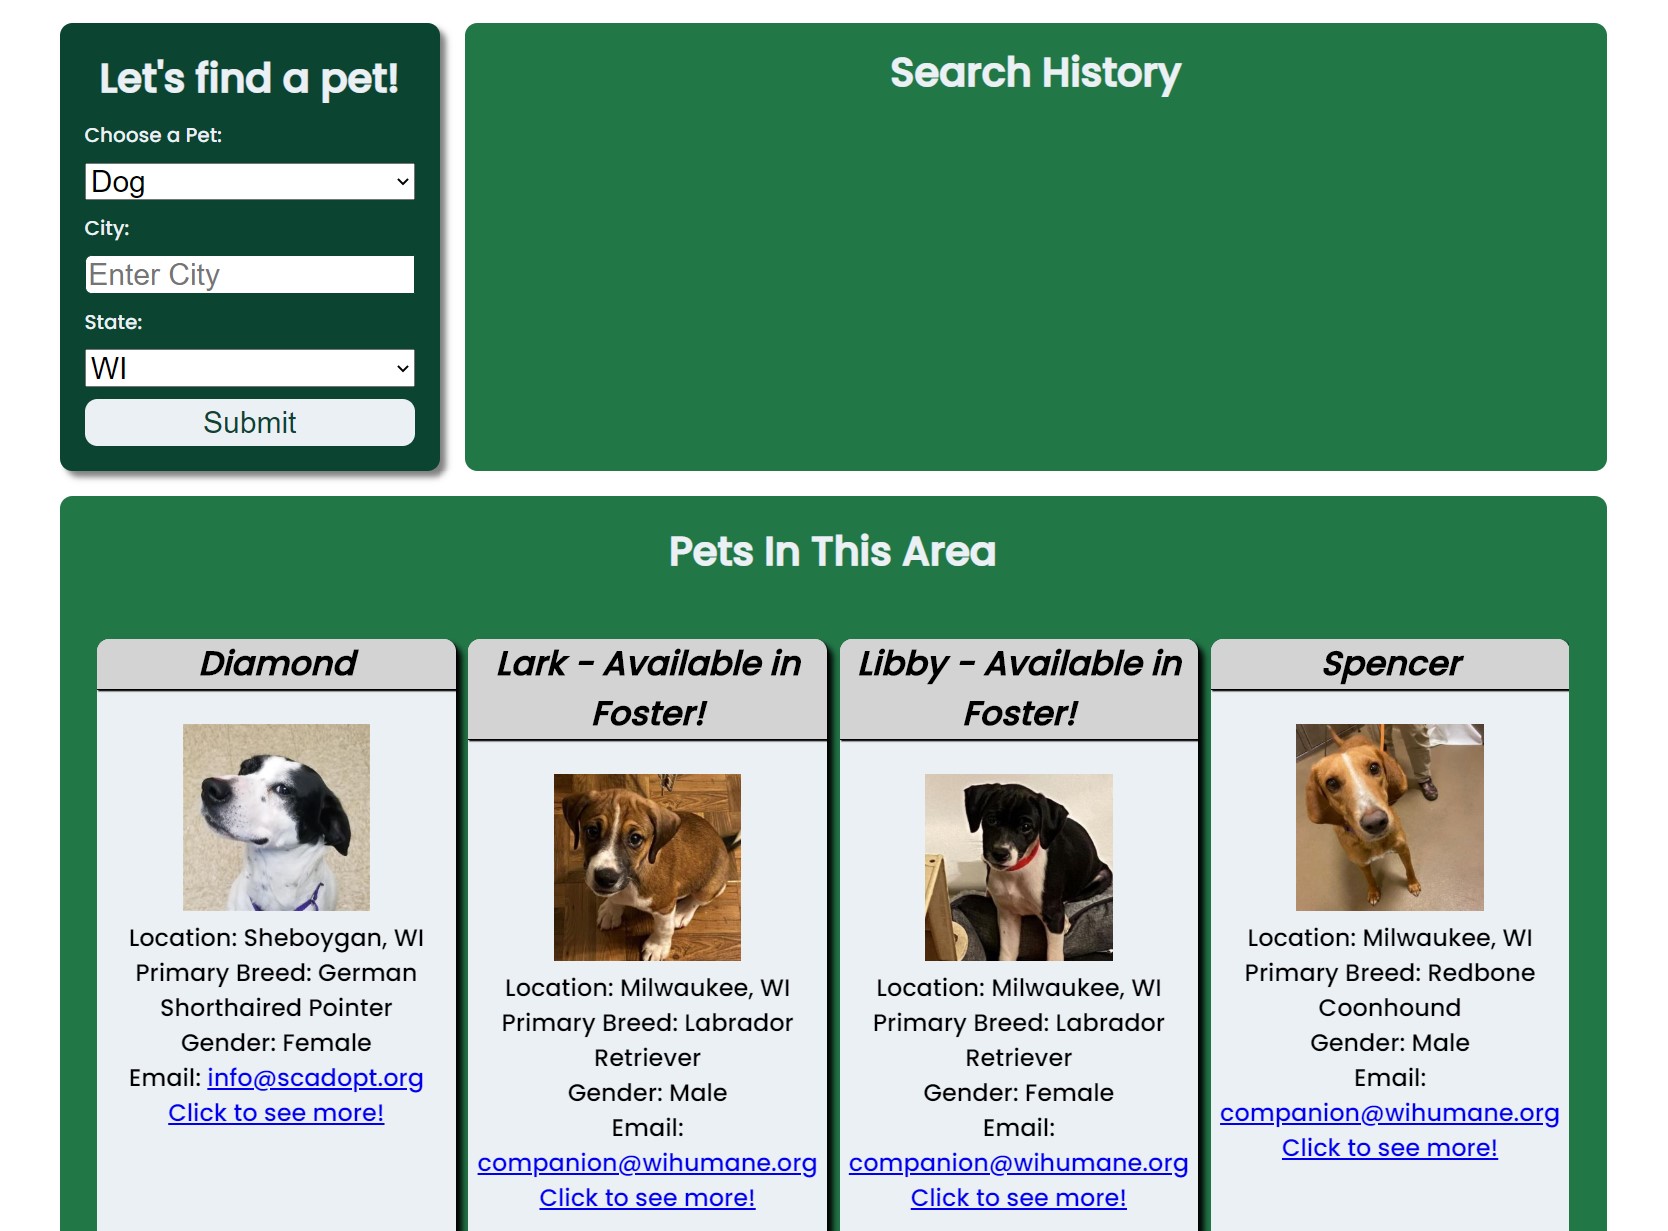 Let's find a pet!
Choose a Pet:
Dog
City:
Enter City
State:
WI
Submit
Search History
Pets In This Area
Diamond
Location: Sheboygan, WI
Primary Breed: German
Shorthaired Pointer
Gender: Female
Email: info@scadopt.org
Click to see more!
Lark - Available in
Foster!
Location: Milwaukee, WI
Primary Breed: Labrador
Retriever
Gender: Male
Email:
companion@wihumane.org
Click to see more!
Libby - Available in
Foster!
Location: Milwaukee, WI
Primary Breed: Labrador
Retriever
Gender: Female
Email:
companion@wihumane.org
Click to see more!
Spencer
Location: Milwaukee, WI
Primary Breed: Redbone
Coonhound
Gender: Male
Email:
companion@wihumane.org
Click to see more!